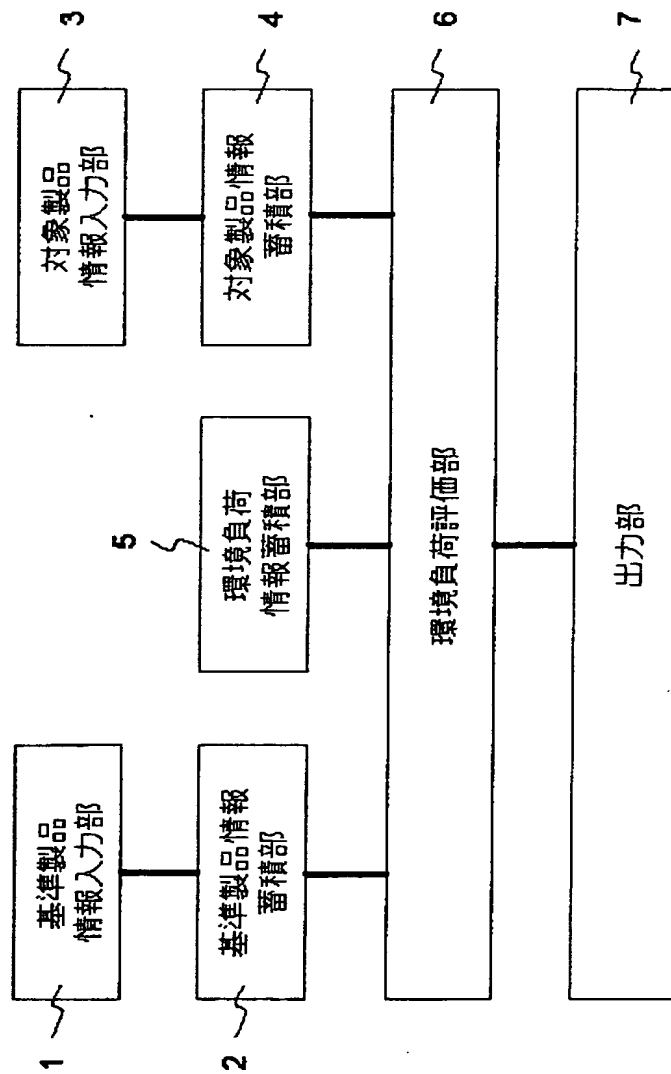 1
基準製品
情報入力部
3
対象製品
情報入力部
2
基準製品情報
蓄積部
5
環境負荷
情報蓄積部
4
対象製品情報
蓄積部
環境負荷評価部
6
出力部
7